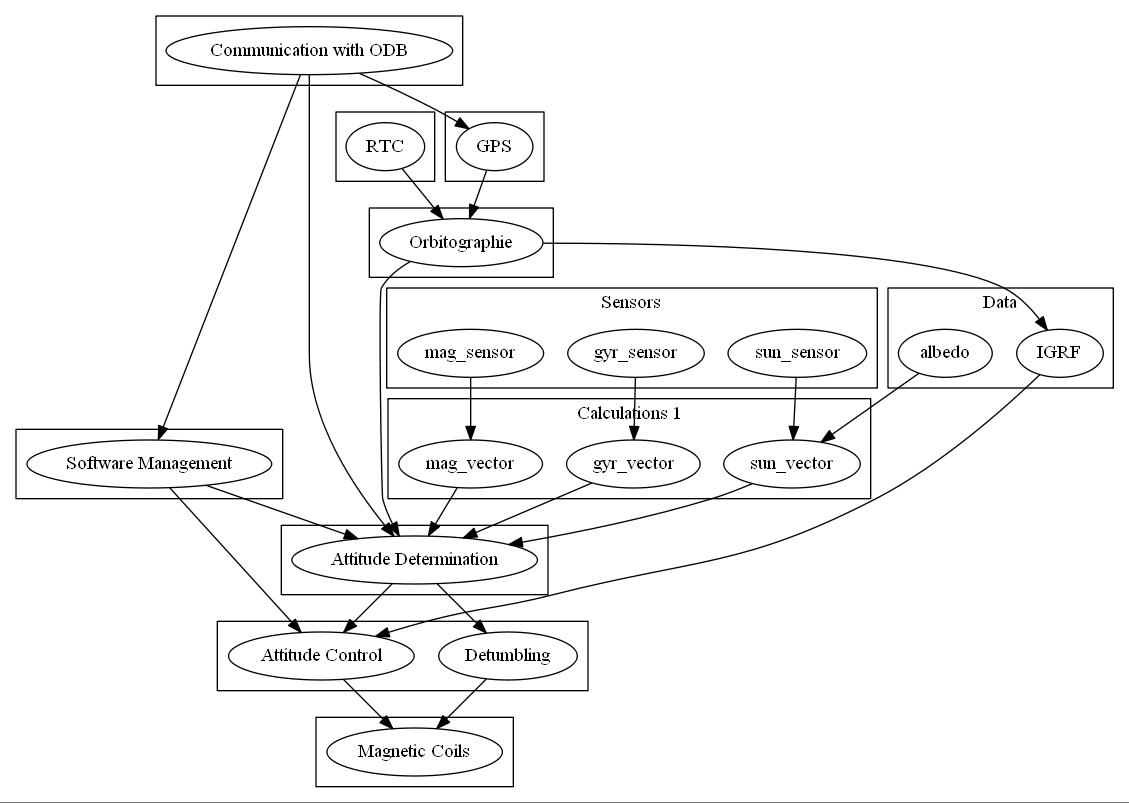 Communication with ODB
RTC
GPS
Orbitographie
Sensors
Data
mag_sensor
gyr_sensor
sun_sensor
albedo
IGRF
Calculations 1
Software Management
mag_vector
gyr_vector
sun_vector
Attitude Determination
Attitude Control
Detumbling
Magnetic Coils